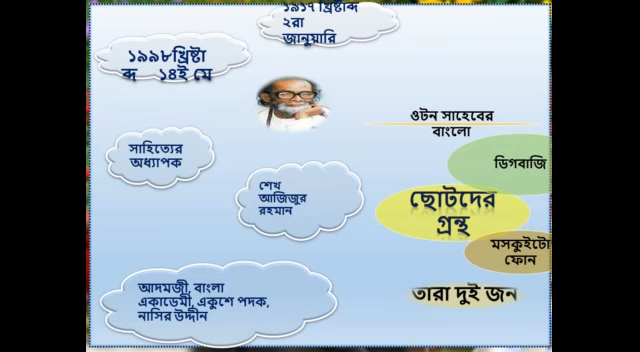 ১৯১৭ খ্রিষ্টাব্দ
২রা
জানুয়ারি
১৯৯৮খ্রিষ্টা
ব্দ ১৪ই মে
ওটন সাহেবের
বাংলো
সাহিত্যের
অধ্যাপক
ডিগবাজি
শেখ
আজিজুর
রহমান
ছোটদের
গ্রন্থ
মসকুইটো
ফোন
আদমজী, বাংলা
একাডেমী, একুশে পদক,
নাসির উদ্দীন
তারা দুই জন